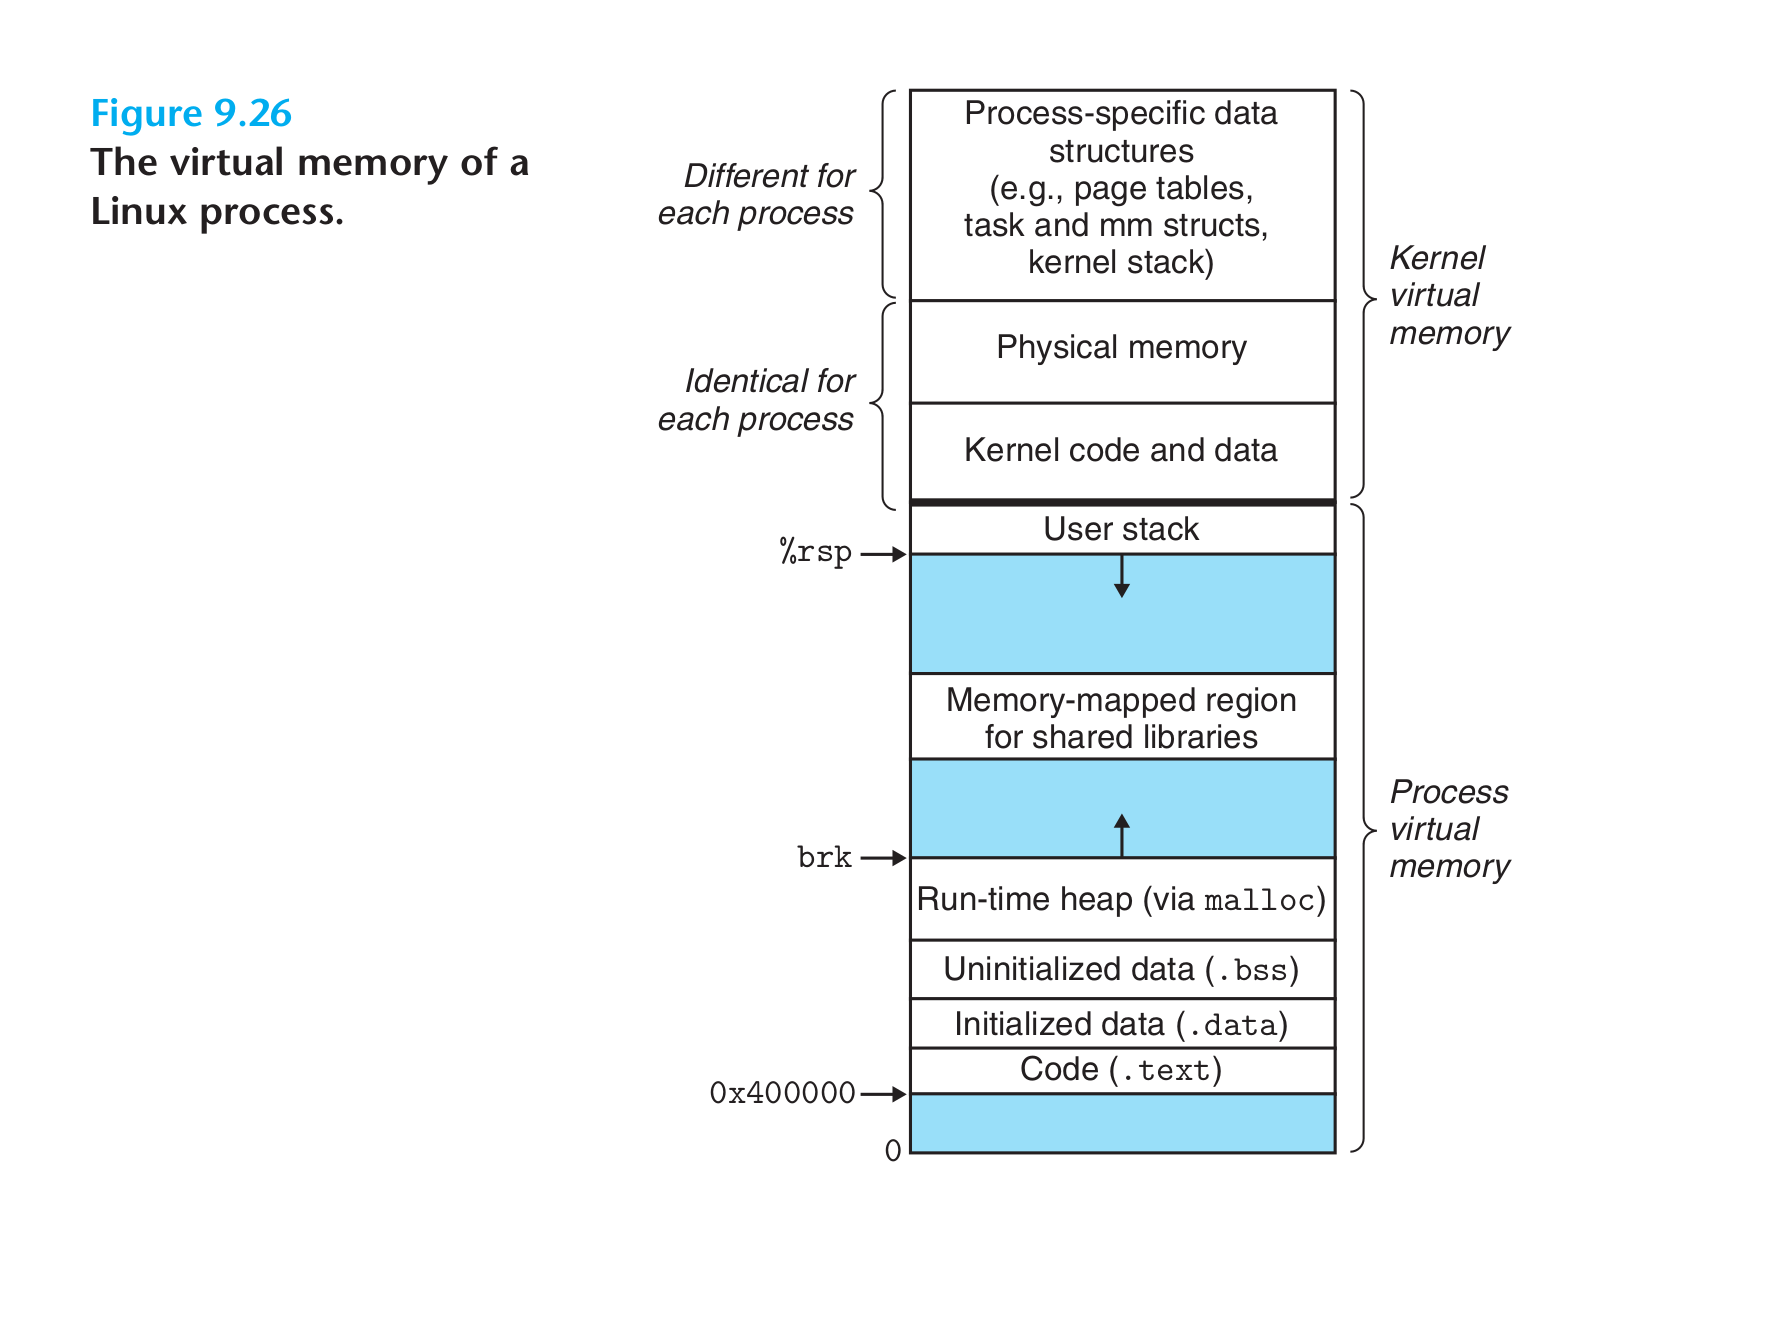 Figure 9.26
The virtual memory of a
Linux process.
Process-specific data
structures
(e.g., page tables,
task and mm structs,
kernel stack)
Different for
each process
Kernel
virtual
memory
Physical memory
Identical for
each process
Kernel code and data
User stack
%rsp
Memory-mapped region
for shared libraries
Process
virtual
memory
brk
Run-time heap (via malloc)
Uninitialized data (.bss)
Initialized data (.data)
Code (.text)
0x400000
0